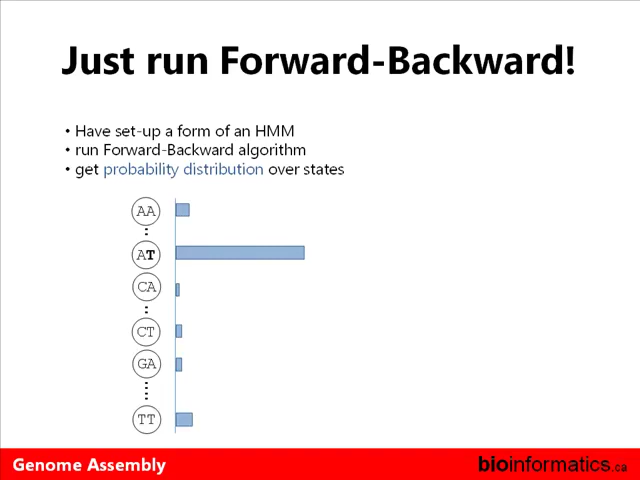 Just run Forward-Backward!
• Have set-up a form of an HMM
• run Forward-Backward algorithm
• get probability distribution over states
AA
AT
CA
CT
GA
TT
Genome Assembly
bioinformatics.ca